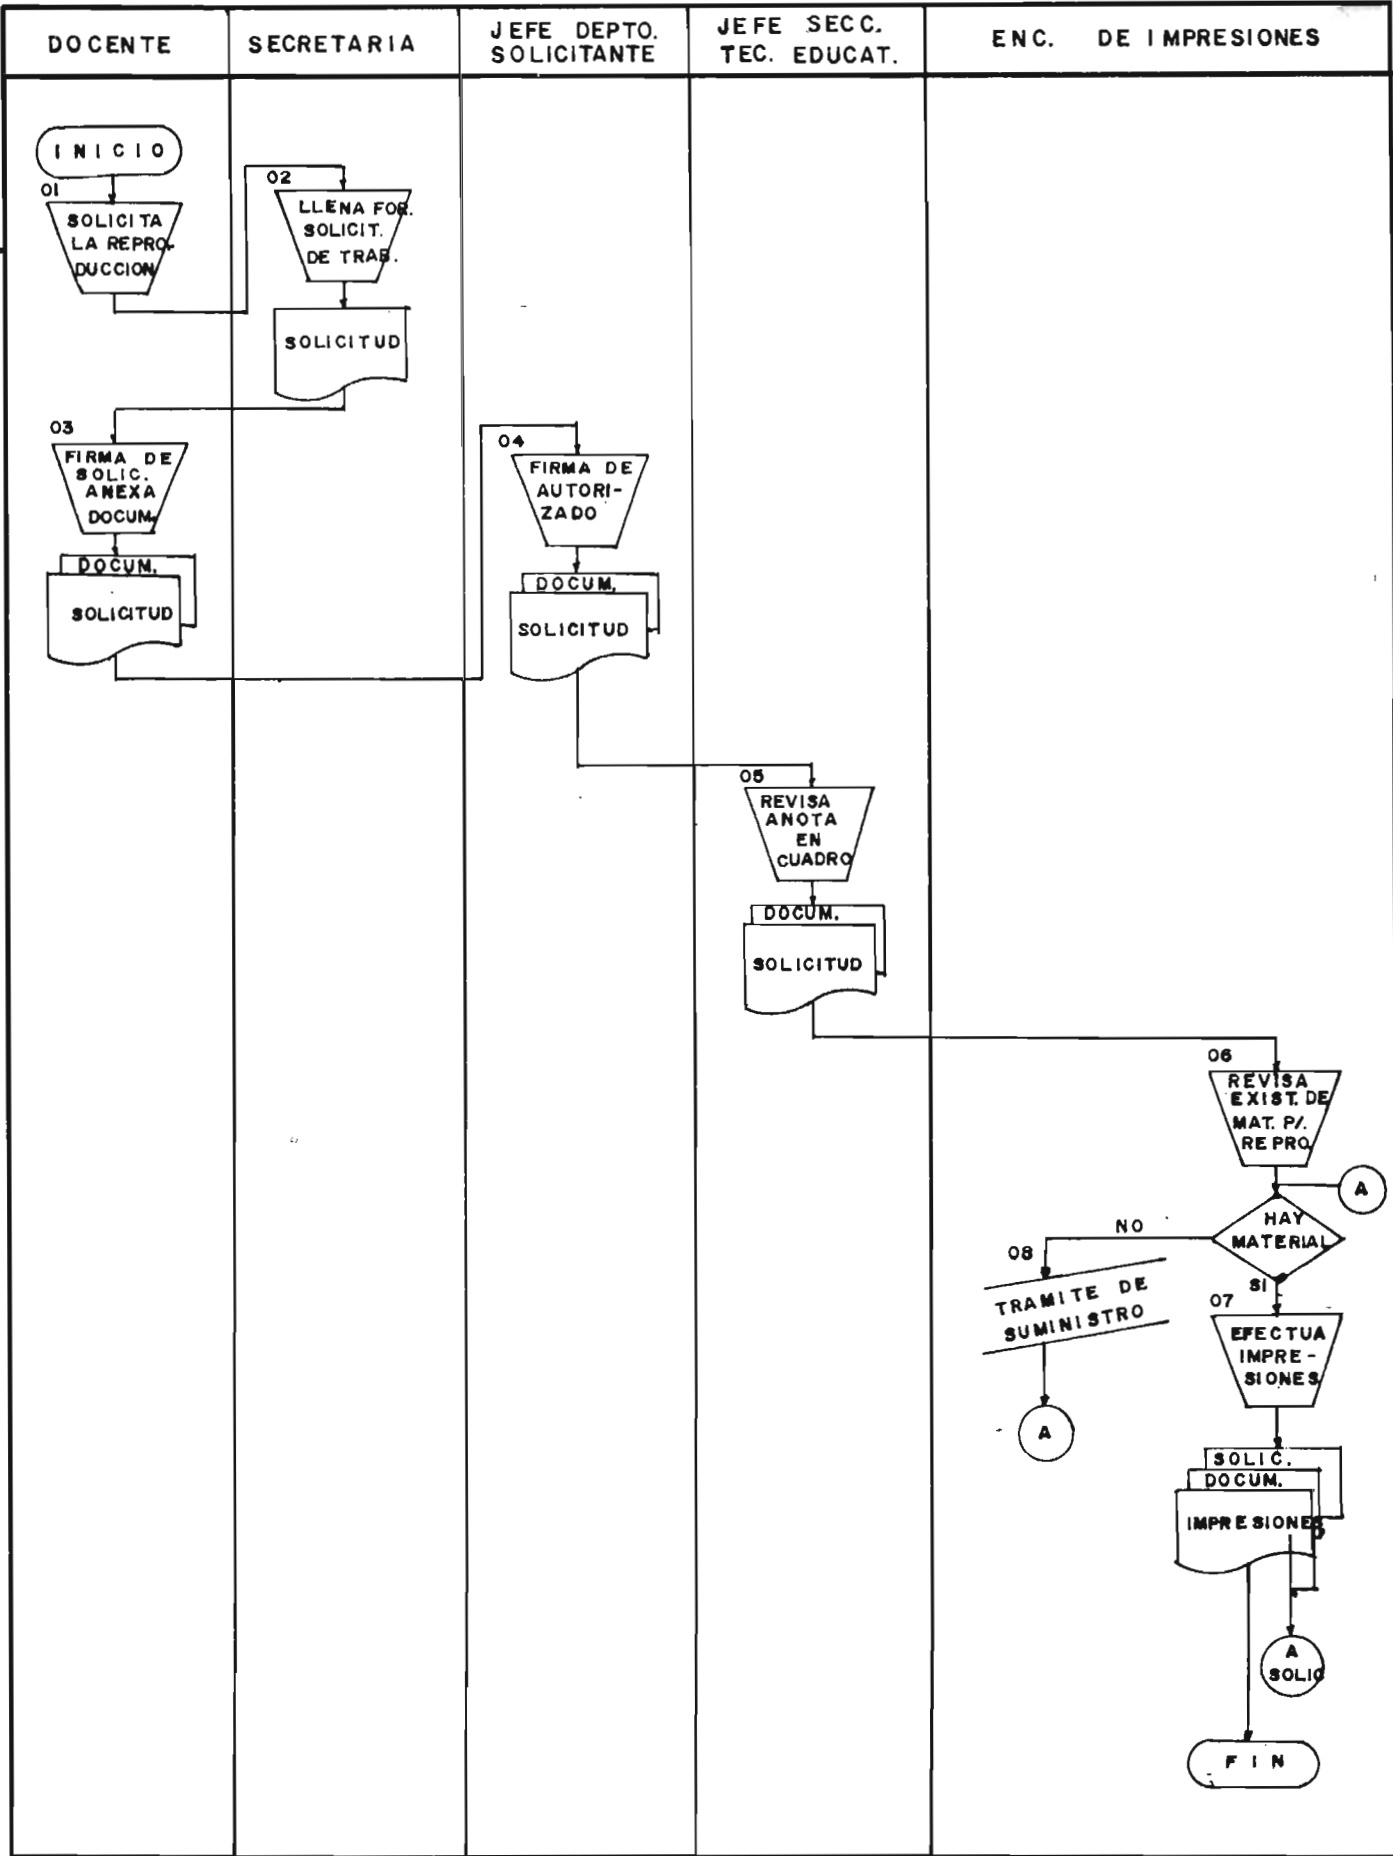 DOCENTE
SECRETARIA
JEFE DEPTO.
SOLICITANTE
JEFE SECC.
TEC. EDUCAT.
ENC. DE IMPRESIONES
INICIO
01
SOLICITA
LA REPRO-
DUCCION
02
LLENA FOR.
SOLICIT.
DE TRAB.
SOLICITUD
03
FIRMA DE
SOLIC.
ANEXA
DOCUM.
DOCUM.
SOLICITUD
04
FIRMA DE
AUTORI-
ZADO
DOCUM.
SOLICITUD
05
REVISA
ANOTA
EN
CUADRO
DOCUM.
SOLICITUD
06
REVISA
EXIST. DE
MAT. P/.
REPRO.
A
HAY
MATERIAL
NO
SI
08
TRAMITE DE
SUMINISTRO
A
07
EFECTUA
IMPRE-
SIONES
SOLIC.
DOCUM.
IMPRESIONES
A
SOLIC
FIN